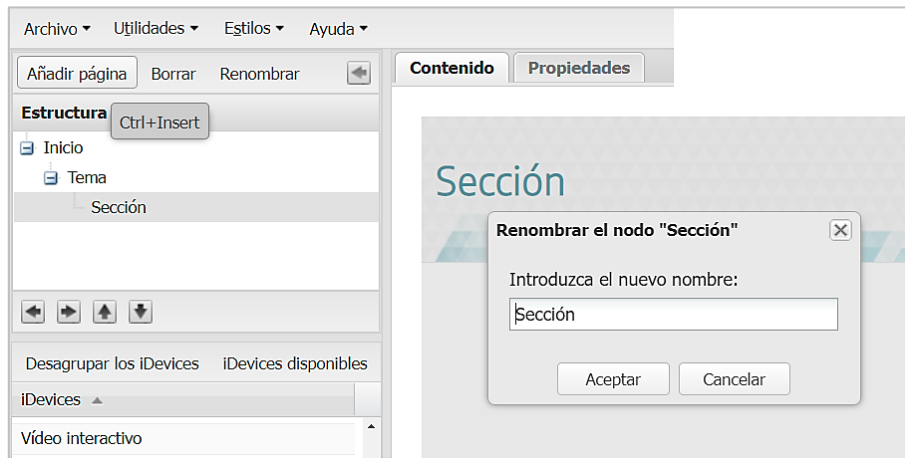 Archivo Utilidades Estilos Ayuda
Añadir página Borrar Renombrar
Estructura
Ctrl+Insert
Inicio
Tema
Sección
Desagrupar los iDevices iDevices disponibles
iDevices
Vídeo interactivo
Contenido Propiedades
Sección
Renombrar el nodo "Sección"
Introduzca el nuevo nombre:
Sección
Aceptar Cancelar